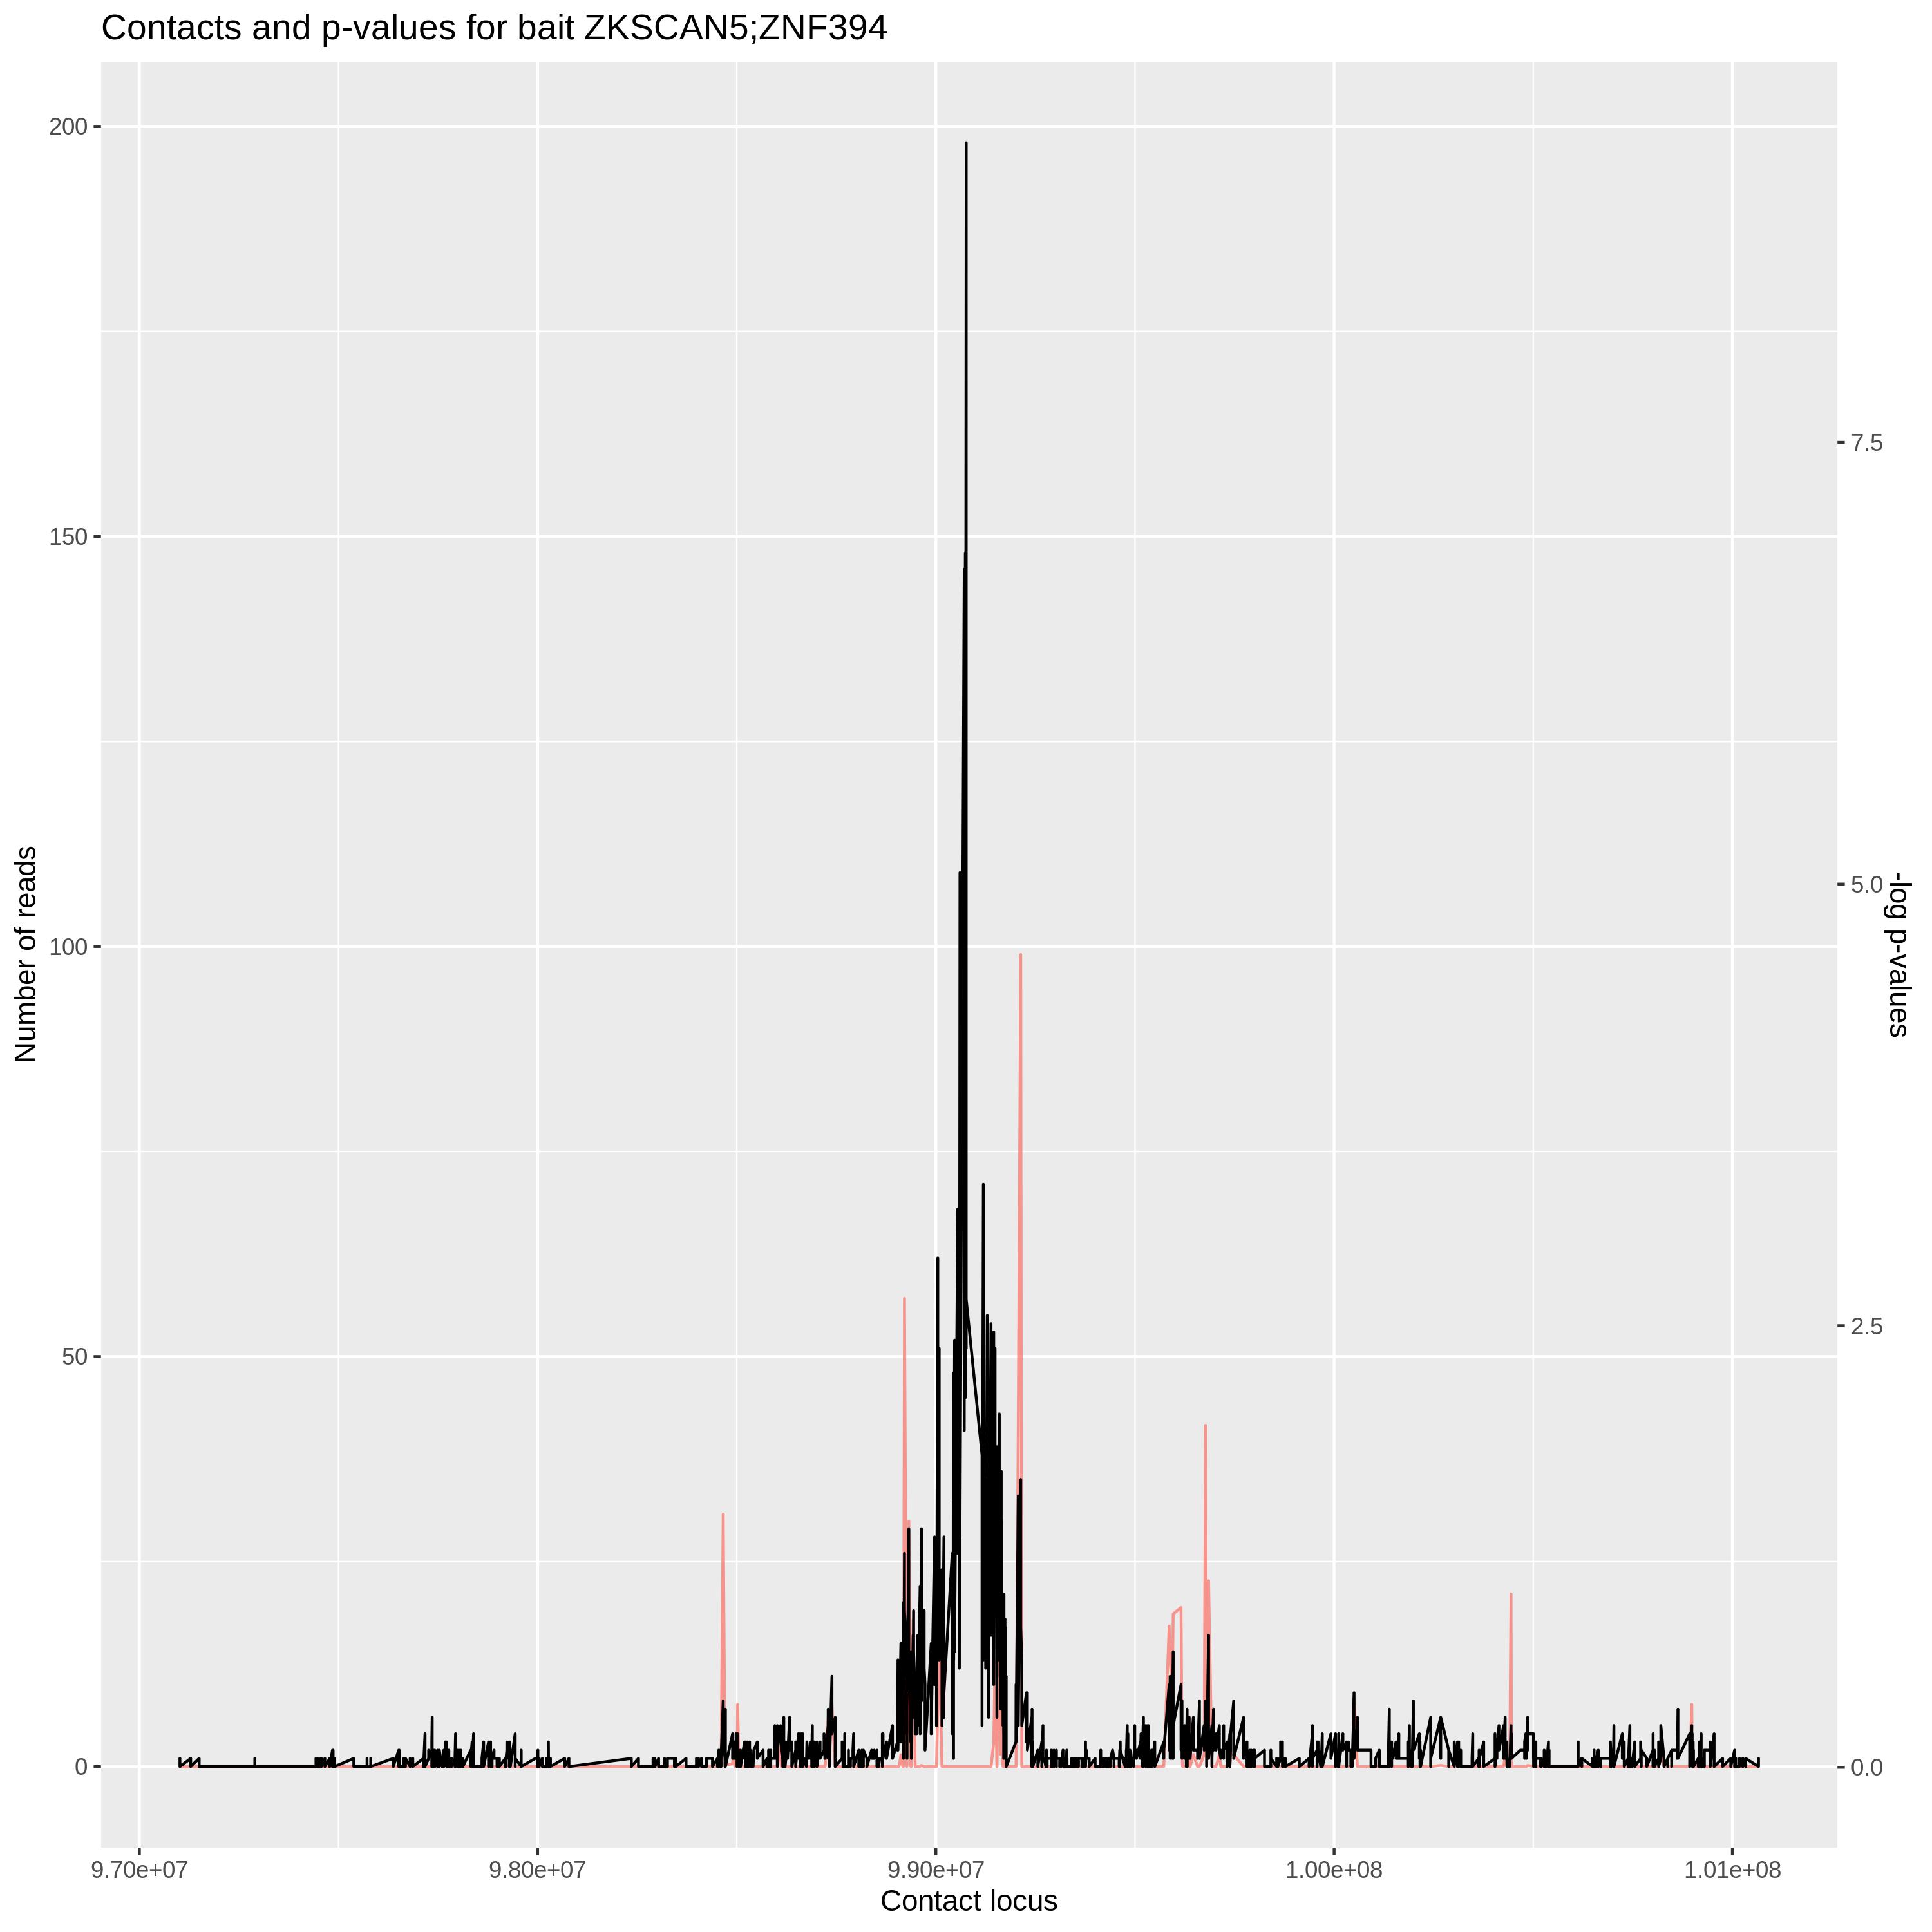 Contacts and p-values for bait ZKSCAN5;ZNF394
200
150
100
50
0
Number of reads
7.5
5.0
2.5
0.0
-log p-values
9.70e+07 9.80e+07 9.90e+07 1.00e+08 1.01e+08
Contact locus